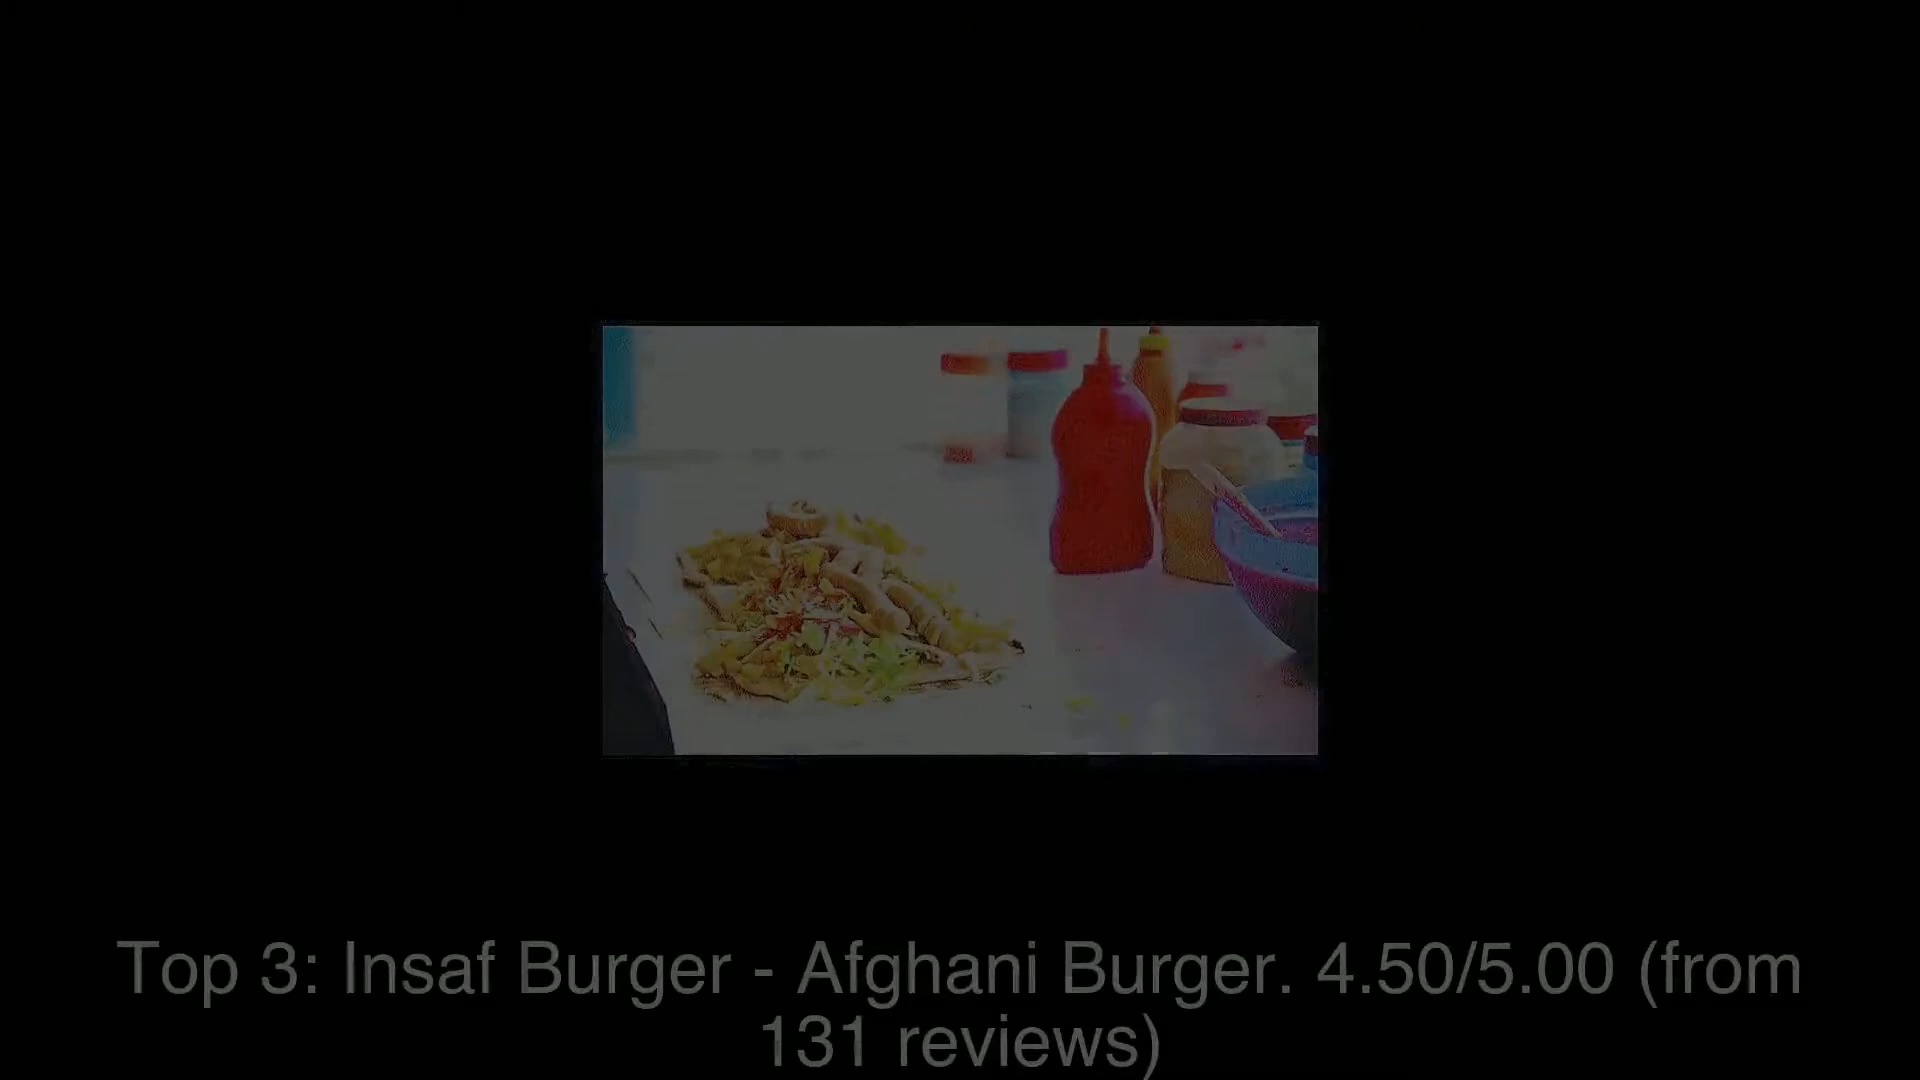 Top 3: Insaf Burger - Afghani Burger. 4.50/5.00 (from
131 reviews)